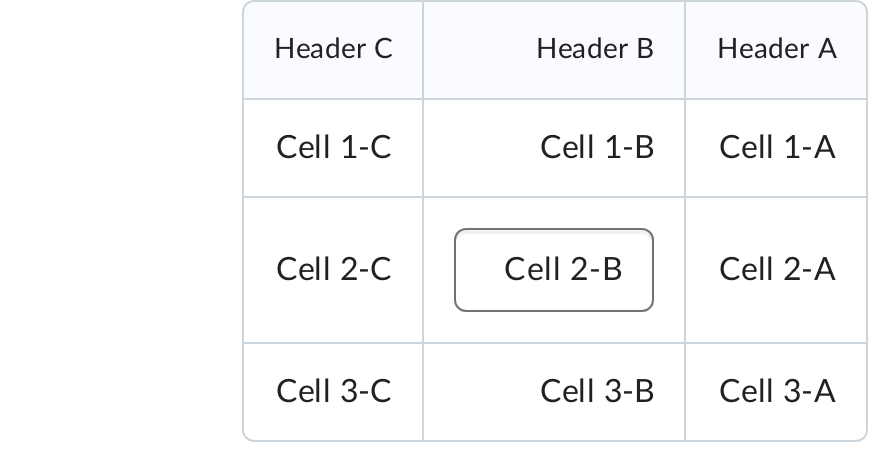 Header C Header B Header A
Cell 1-C Cell 1-B Cell 1-A
Cell 2-C Cell 2-B Cell 2-A
Cell 3-C Cell 3-B Cell 3-A